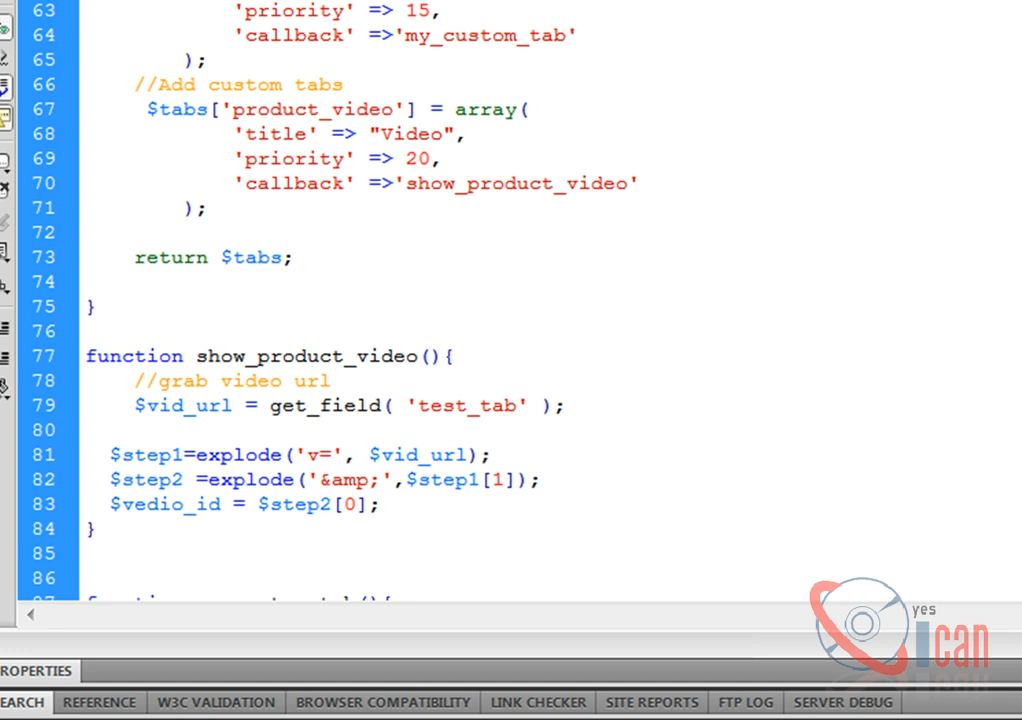 63 'priority' => 15,
64 'callback' =>'my_custom_tab'
65 );
66 //Add custom tabs
67 $tabs['product_video'] = array(
68 'title' => "Video",
69 'priority' => 20,
70 'callback' =>'show_product_video'
71 );
72
73 return $tabs;
74
75 }
76
77 function show_product_video(){
78 //grab video url
79 $vid_url = get_field( 'test_tab' );
80
81 $step1=explode('v=', $vid_url);
82 $step2 =explode('&amp;',$step1[1]);
83 $vedio_id = $step2[0];
84 }
85
86
yes
Ican
ROPERTIES
EARCH REFERENCE W3C VALIDATION BROWSER COMPATIBILITY LINK CHECKER SITE REPORTS FTP LOG SERVER DEBUG